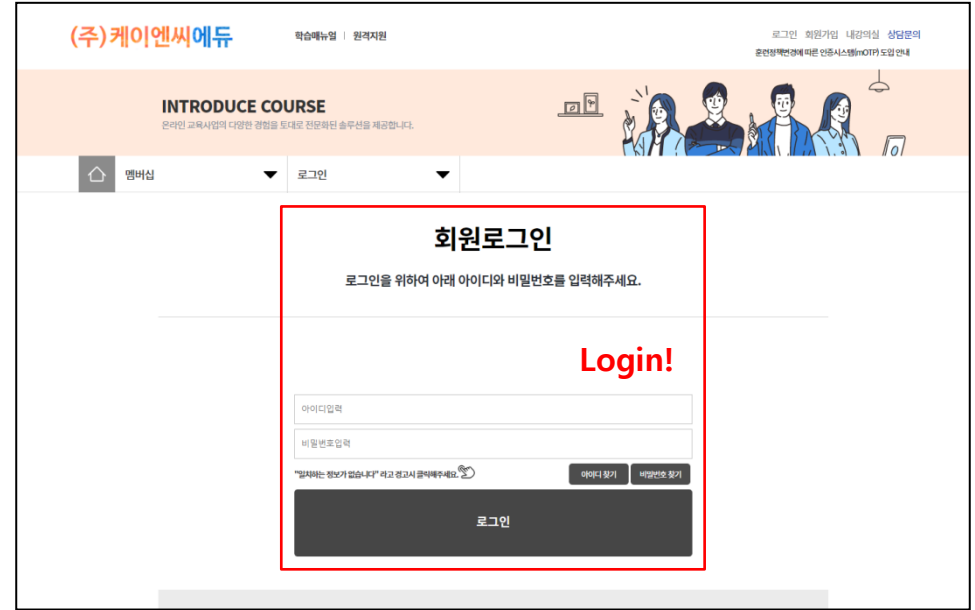 (주)케이엔씨에듀
학습매뉴얼 | 원격지원
로그인 회원가입 내강의실 상담문의
훈련정책변경에 따른 인증시스템(mOTP) 도입 안내
INTRODUCE COURSE
온라인 교육사업의 다양한 경험을 토대로 전문화된 솔루션을 제공합니다.
멤버십 로그인
회원로그인
로그인을 위하여 아래 아이디와 비밀번호를 입력해주세요.
Login!
아이디입력
비밀번호입력
"일치하는 정보가 없습니다" 라고 경고시 클릭해주세요.
아이디 찾기 비밀번호 찾기
로그인